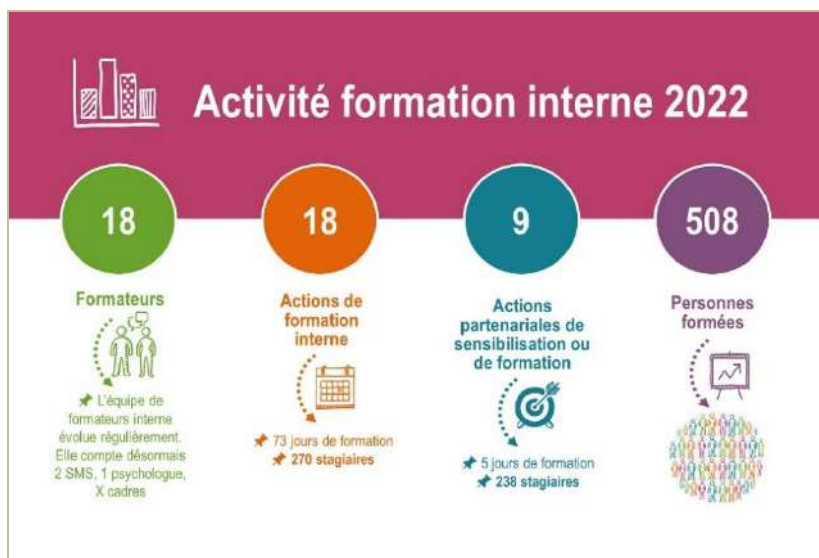 Activité formation interne 2022
18
18
9
508
Formateurs
L'équipe de
formateurs interne
évolue régulièrement.
Elle compte désormais
2 SMS, 1 psychologue,
X cadres
Actions de
formation
interne
73 jours de formation
270 stagiaires
Actions
partenariales de
sensibilisation ou
de formation
5 jours de formation
238 stagiaires
Personnes
formées